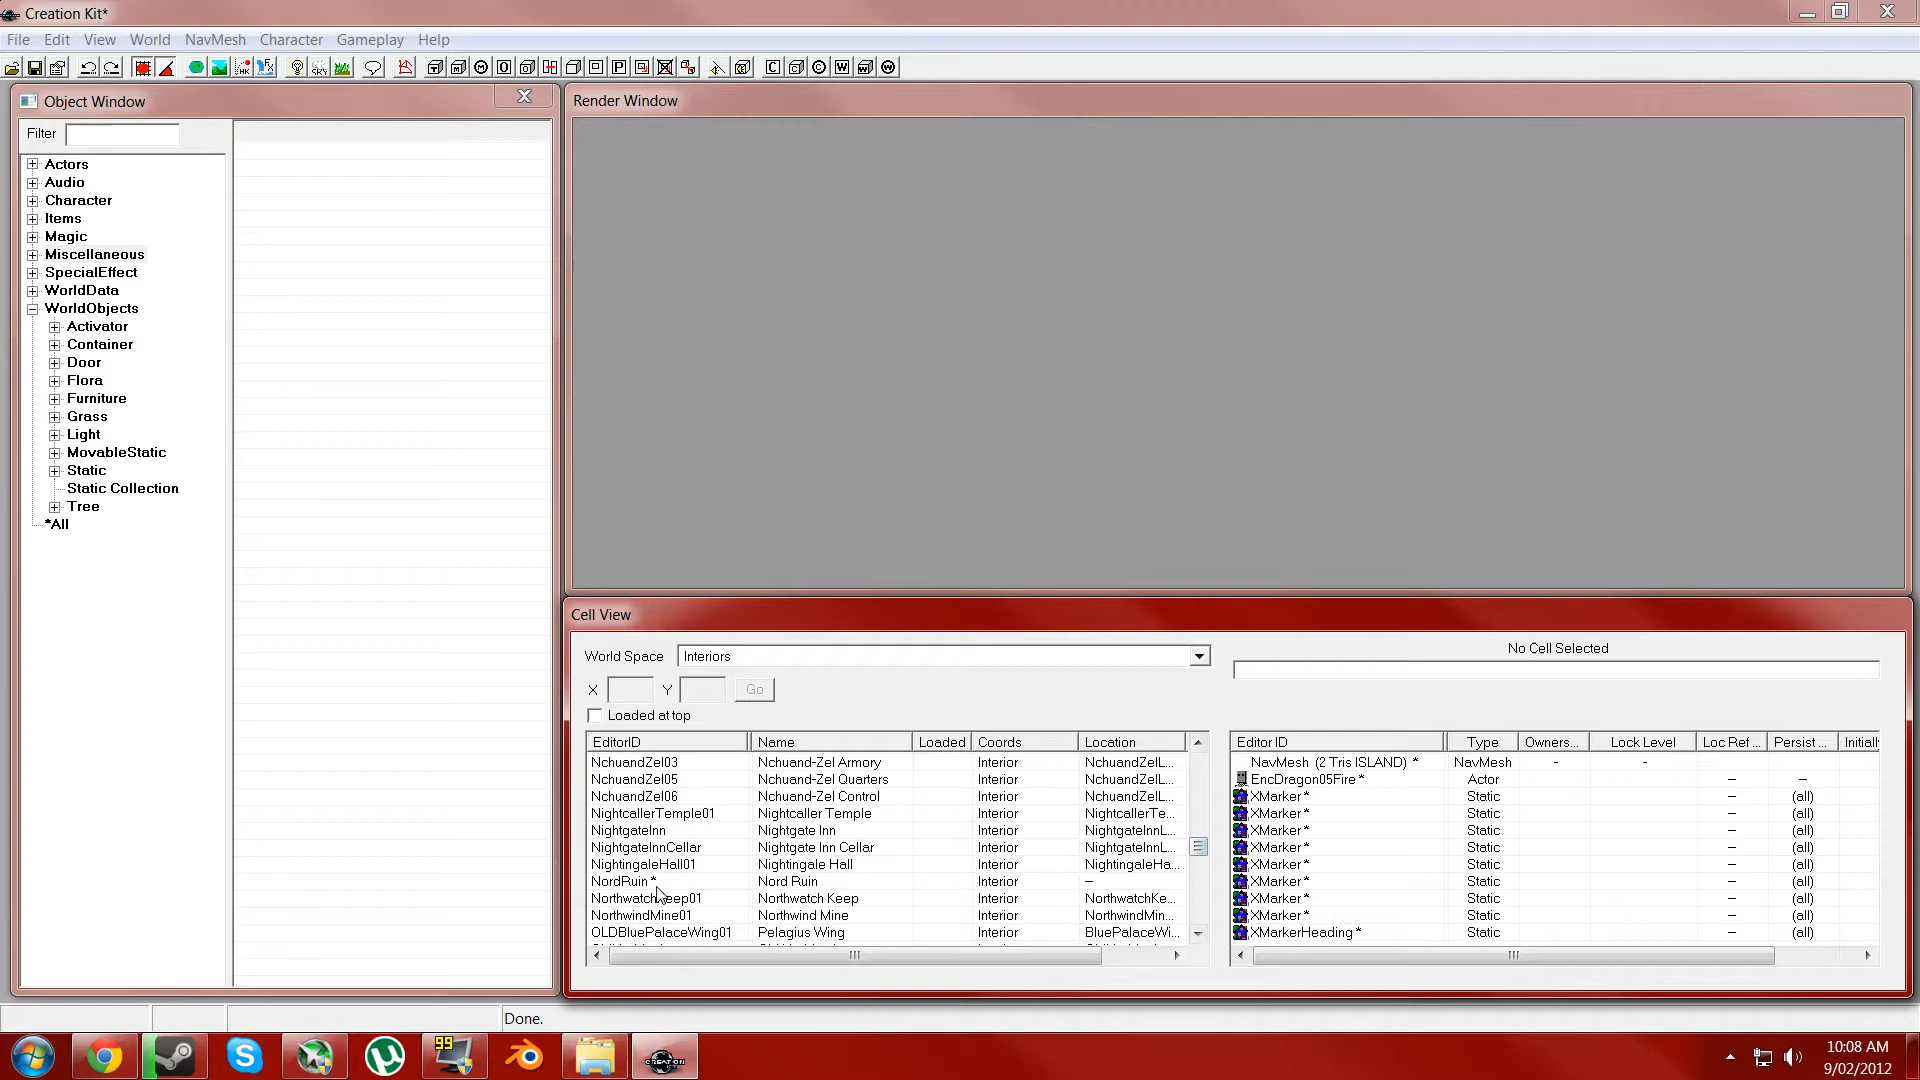 Creation Kit*
File Edit View World NavMesh Character Gameplay Help
Object Window
Filter
Actors
Audio
Character
Items
Magic
Miscellaneous
SpecialEffect
WorldData
WorldObjects
Activator
Container
Door
Flora
Furniture
Grass
Light
MovableStatic
Static
Static Collection
Tree
*All
Render Window
Cell View
World Space Interiors
X Y Go
Loaded at top
EditorID Name Loaded Coords Location
NchuandZel03 Nchuand-Zel Armory Interior NchuandZelL...
NchuandZel05 Nchuand-Zel Quarters Interior NchuandZelL...
NchuandZel06 Nchuand-Zel Control Interior NchuandZelL...
NightcallerTemple01 Nightcaller Temple Interior NightcallerTe...
NightgateInn Nightgate Inn Interior NightgateInnL...
NightgateInnCellar Nightgate Inn Cellar Interior NightgateInnL...
NightingaleHall01 Nightingale Hall Interior NightingaleHa...
NordRuin * Nord Ruin Interior –
NorthwatchKeep01 Northwatch Keep Interior NorthwatchKe...
NorthwindMine01 Northwind Mine Interior NorthwindMin...
OLDBluePalaceWing01 Pelagius Wing Interior BluePalaceWi...
No Cell Selected
Editor ID Type Owners... Lock Level Loc Ref ... Persist ... Initially
NavMesh (2 Tris ISLAND) * NavMesh - -
EncDragon05Fire * Actor – –
XMarker * Static – (all)
XMarker * Static – (all)
XMarker * Static – (all)
XMarker * Static – (all)
XMarker * Static – (all)
XMarker * Static – (all)
XMarker * Static – (all)
XMarker * Static – (all)
XMarkerHeading * Static – (all)
Done.
99
CREATION
10:08 AM
9/02/2012